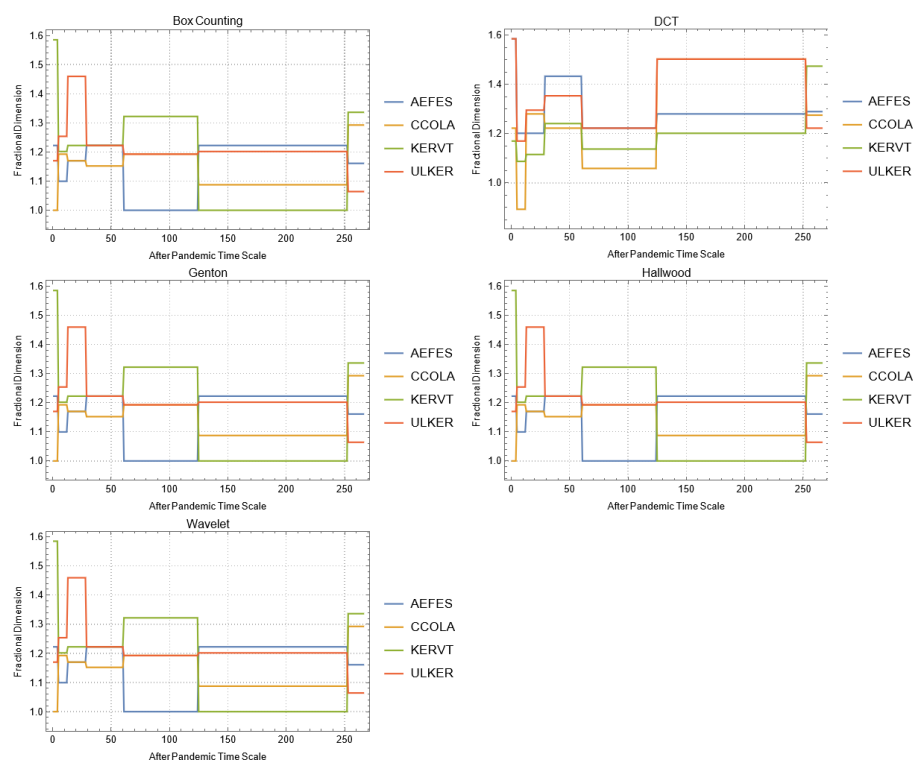 Box Counting
1.6
1.5
1.4
1.3
1.2
1.1
1.0
Fractional Dimension
0 50 100 150 200 250
After Pandemic Time Scale
AEFES
CCOLA
KERVT
ULKER
DCT
1.6
1.4
1.2
1.0
Fractional Dimension
0 50 100 150 200 250
After Pandemic Time Scale
AEFES
CCOLA
KERVT
ULKER
Genton
1.6
1.5
1.4
1.3
1.2
1.1
1.0
Fractional Dimension
0 50 100 150 200 250
After Pandemic Time Scale
AEFES
CCOLA
KERVT
ULKER
Hallwood
1.6
1.5
1.4
1.3
1.2
1.1
1.0
Fractional Dimension
0 50 100 150 200 250
After Pandemic Time Scale
AEFES
CCOLA
KERVT
ULKER
Wavelet
1.6
1.5
1.4
1.3
1.2
1.1
1.0
Fractional Dimension
0 50 100 150 200 250
After Pandemic Time Scale
AEFES
CCOLA
KERVT
ULKER